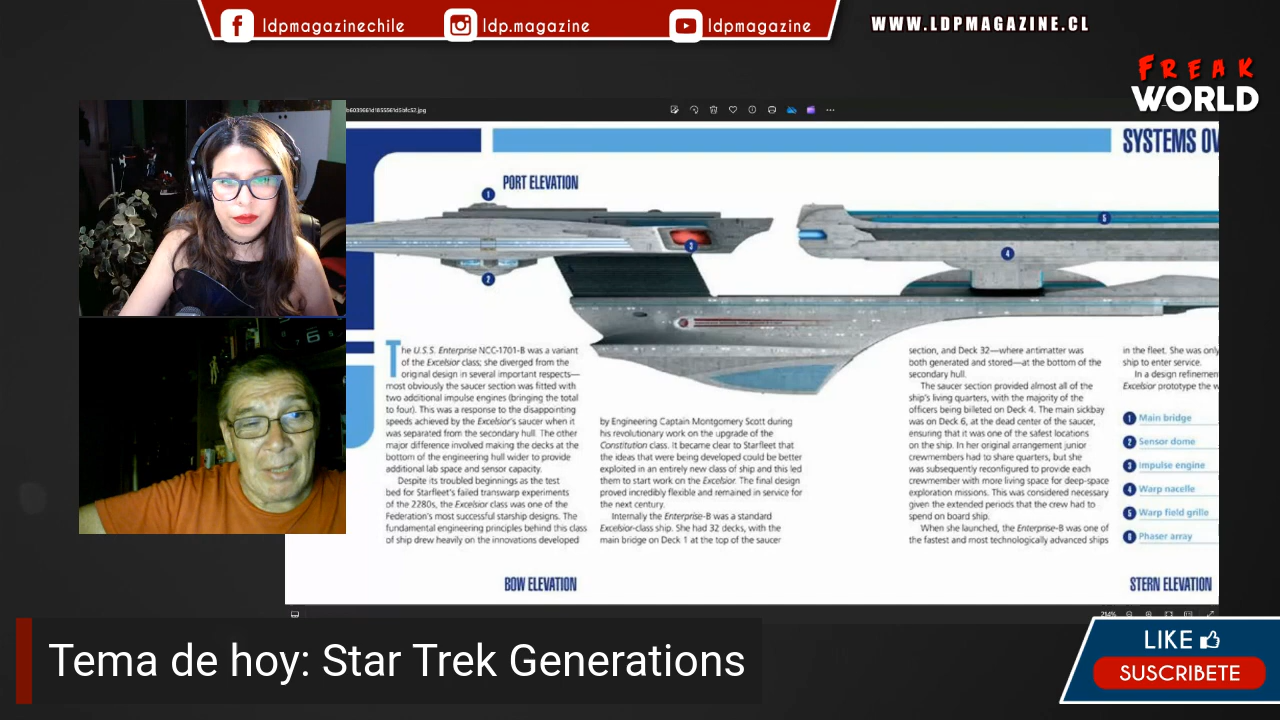 ldpmagazinechile
ldp.magazine
ldpmagazine
WWW.LDPMAGAZINE.CL
FREAK
WORLD
SYSTEMS OV
PORT ELEVATION
1
2
3
4
5
The U.S.S. Enterprise NCC-1701-B was a variant
of the Excelsior class; she diverged from the
original design in several important respects—
most obviously the saucer section was fitted with
two additional impulse engines (bringing the total
to four). This was a response to the disappointing
speeds achieved by the Excelsior's saucer when it
was separated from the secondary hull. The other
major difference involved making the decks at the
bottom of the engineering hull wider to provide
additional lab space and sensor capacity.
Despite its troubled beginnings as the test
bed for Starfleet's failed transwarp experiments
of the 2280s, the Excelsior class was one of the
Federation's most successful starship designs. The
fundamental engineering principles behind this class
of ship drew heavily on the innovations developed
by Engineering Captain Montgomery Scott during
his revolutionary work on the upgrade of the
Constitution class. It became clear to Starfleet that
the ideas that were being developed could be better
exploited in an entirely new class of ship and this led
them to start work on the Excelsior. The final design
proved incredibly flexible and remained in service for
the next century.
Internally the Enterprise-B was a standard
Excelsior-class ship. She had 32 decks, with the
main bridge on Deck 1 at the top of the saucer
section, and Deck 32—where antimatter was
both generated and stored—at the bottom of the
secondary hull.
The saucer section provided almost all of the
ship's living quarters, with the majority of the
officers being billeted on Deck 4. The main sickbay
was on Deck 6, at the dead center of the saucer,
ensuring that it was one of the safest locations
on the ship. In her original arrangement junior
crewmembers had to share quarters, but she
was subsequently reconfigured to provide each
crewmember with more living space for deep-space
exploration missions. This was considered necessary
given the extended periods that the crew had to
spend on board ship.
When she launched, the Enterprise-B was one of
the fastest and most technologically advanced ships
in the fleet. She was only
ship to enter service.
In a design refinemen
Excelsior prototype the w
1 Main bridge
2 Sensor dome
3 Impulse engine
4 Warp nacelle
5 Warp field grille
6 Phaser array
BOW ELEVATION
STERN ELEVATION
214%
Tema de hoy: Star Trek Generations
LIKE
SUSCRIBETE